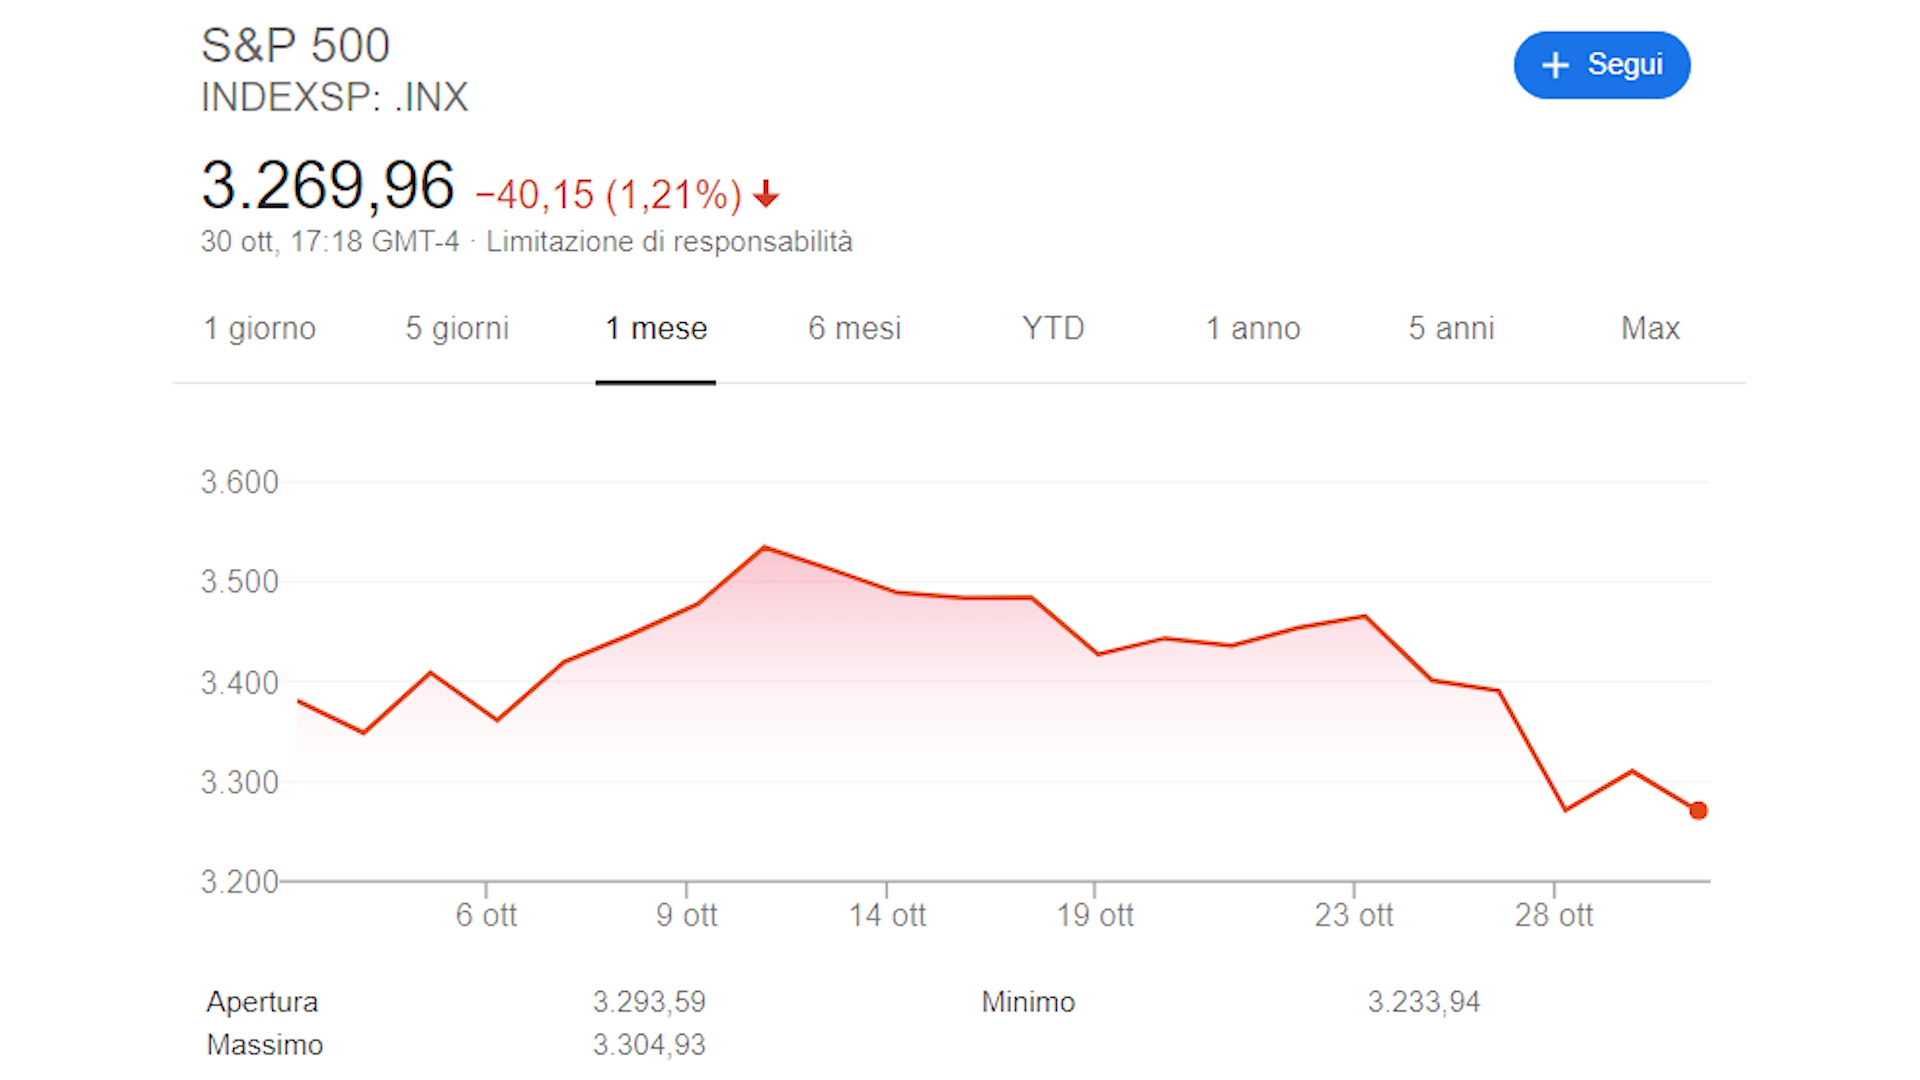 S&P 500
INDEXSP: .INX
+ Segui
3.269,96 −40,15 (1,21%)
30 ott, 17:18 GMT-4 · Limitazione di responsabilità
1 giorno 5 giorni 1 mese 6 mesi YTD 1 anno 5 anni Max
3.600
3.500
3.400
3.300
3.200
6 ott 9 ott 14 ott 19 ott 23 ott 28 ott
Apertura 3.293,59 Minimo 3.233,94
Massimo 3.304,93